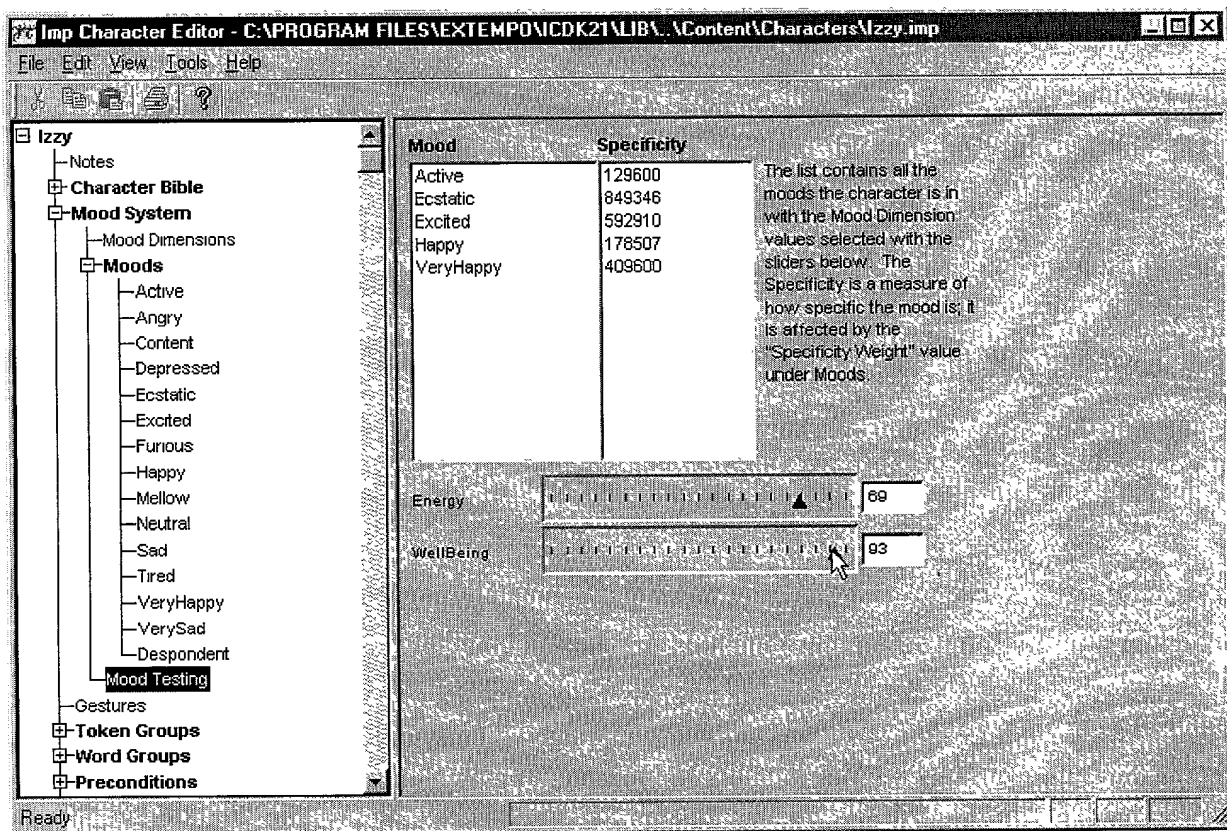 Imp Character Editor - C:\PROGRAM FILES\EXTEMPO\ICDK21\LIB\..\Content\Characters\Izzy.imp
File Edit View Tools Help
Izzy
Notes
Character Bible
Mood System
Mood Dimensions
Moods
Active
Angry
Content
Depressed
Ecstatic
Excited
Furious
Happy
Mellow
Neutral
Sad
Tired
VeryHappy
VerySad
Despondent
Mood Testing
Gestures
Token Groups
Word Groups
Preconditions
Mood Specificity
Active 129600
Ecstatic 849346
Excited 592910
Happy 178507
VeryHappy 409600
The list contains all the
moods the character is in
with the Mood Dimension
values selected with the
sliders below. The
Specificity is a measure of
how specific the mood is; it
is affected by the
"Specificity Weight" value
under Moods
Energy 69
WellBeing 93
Ready